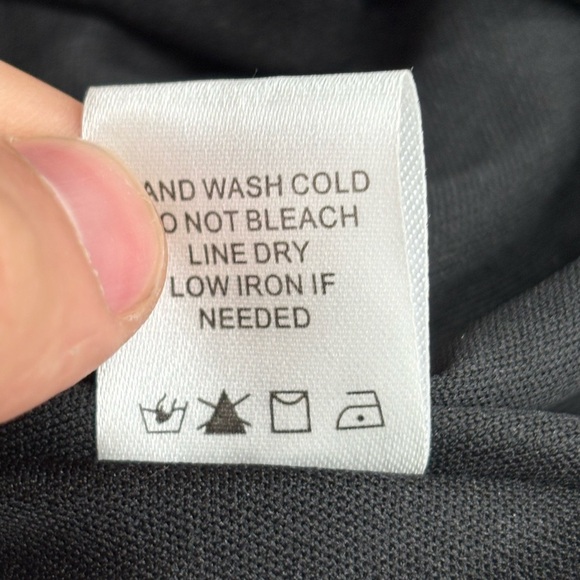 AND WASH COLD
O NOT BLEACH
LINE DRY
LOW IRON IF
NEEDED